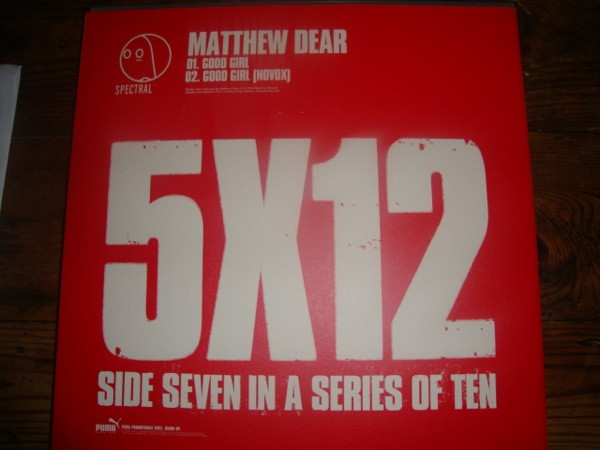 MATTHEW DEAR
01. GOOD GIRL
02. GOOD GIRL [NOVOX]
SPECTRAL
5X12
SIDE SEVEN IN A SERIES OF TEN
PUMA